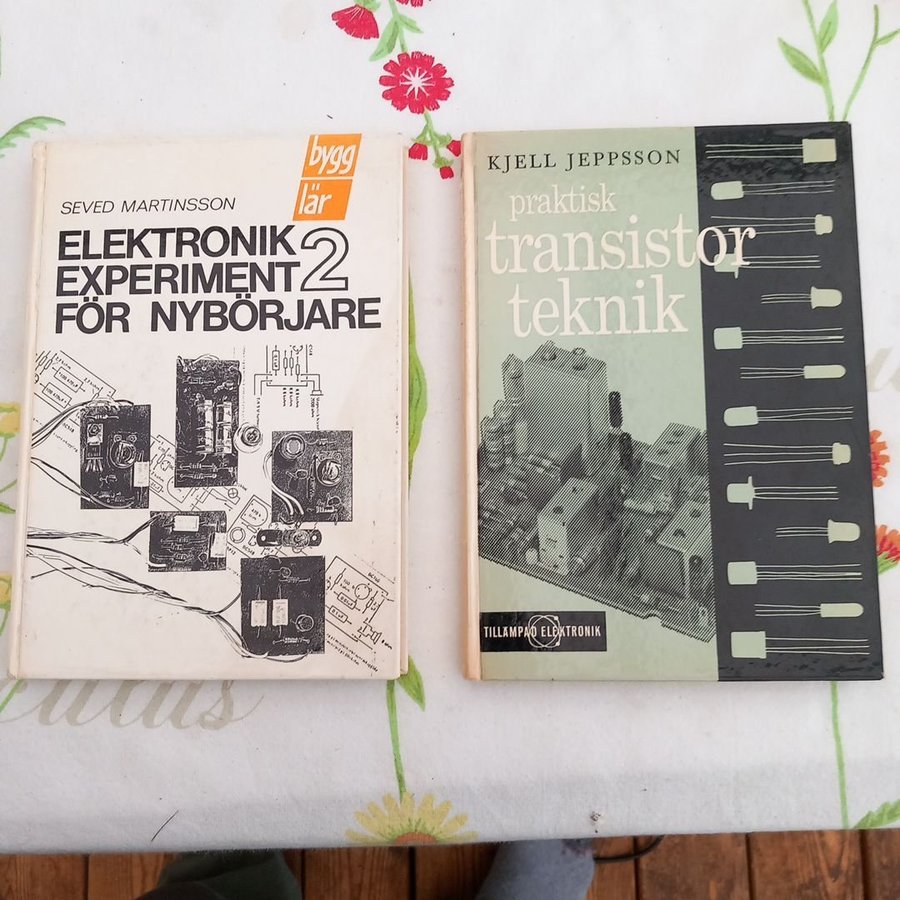 bygg
lär
SEVED MARTINSSON
ELEKTRONIK
EXPERIMENT 2
FÖR NYBÖRJARE
KJELL JEPPSSON
praktisk
transistor
teknik
TILLÄMPAD ELEKTRONIK